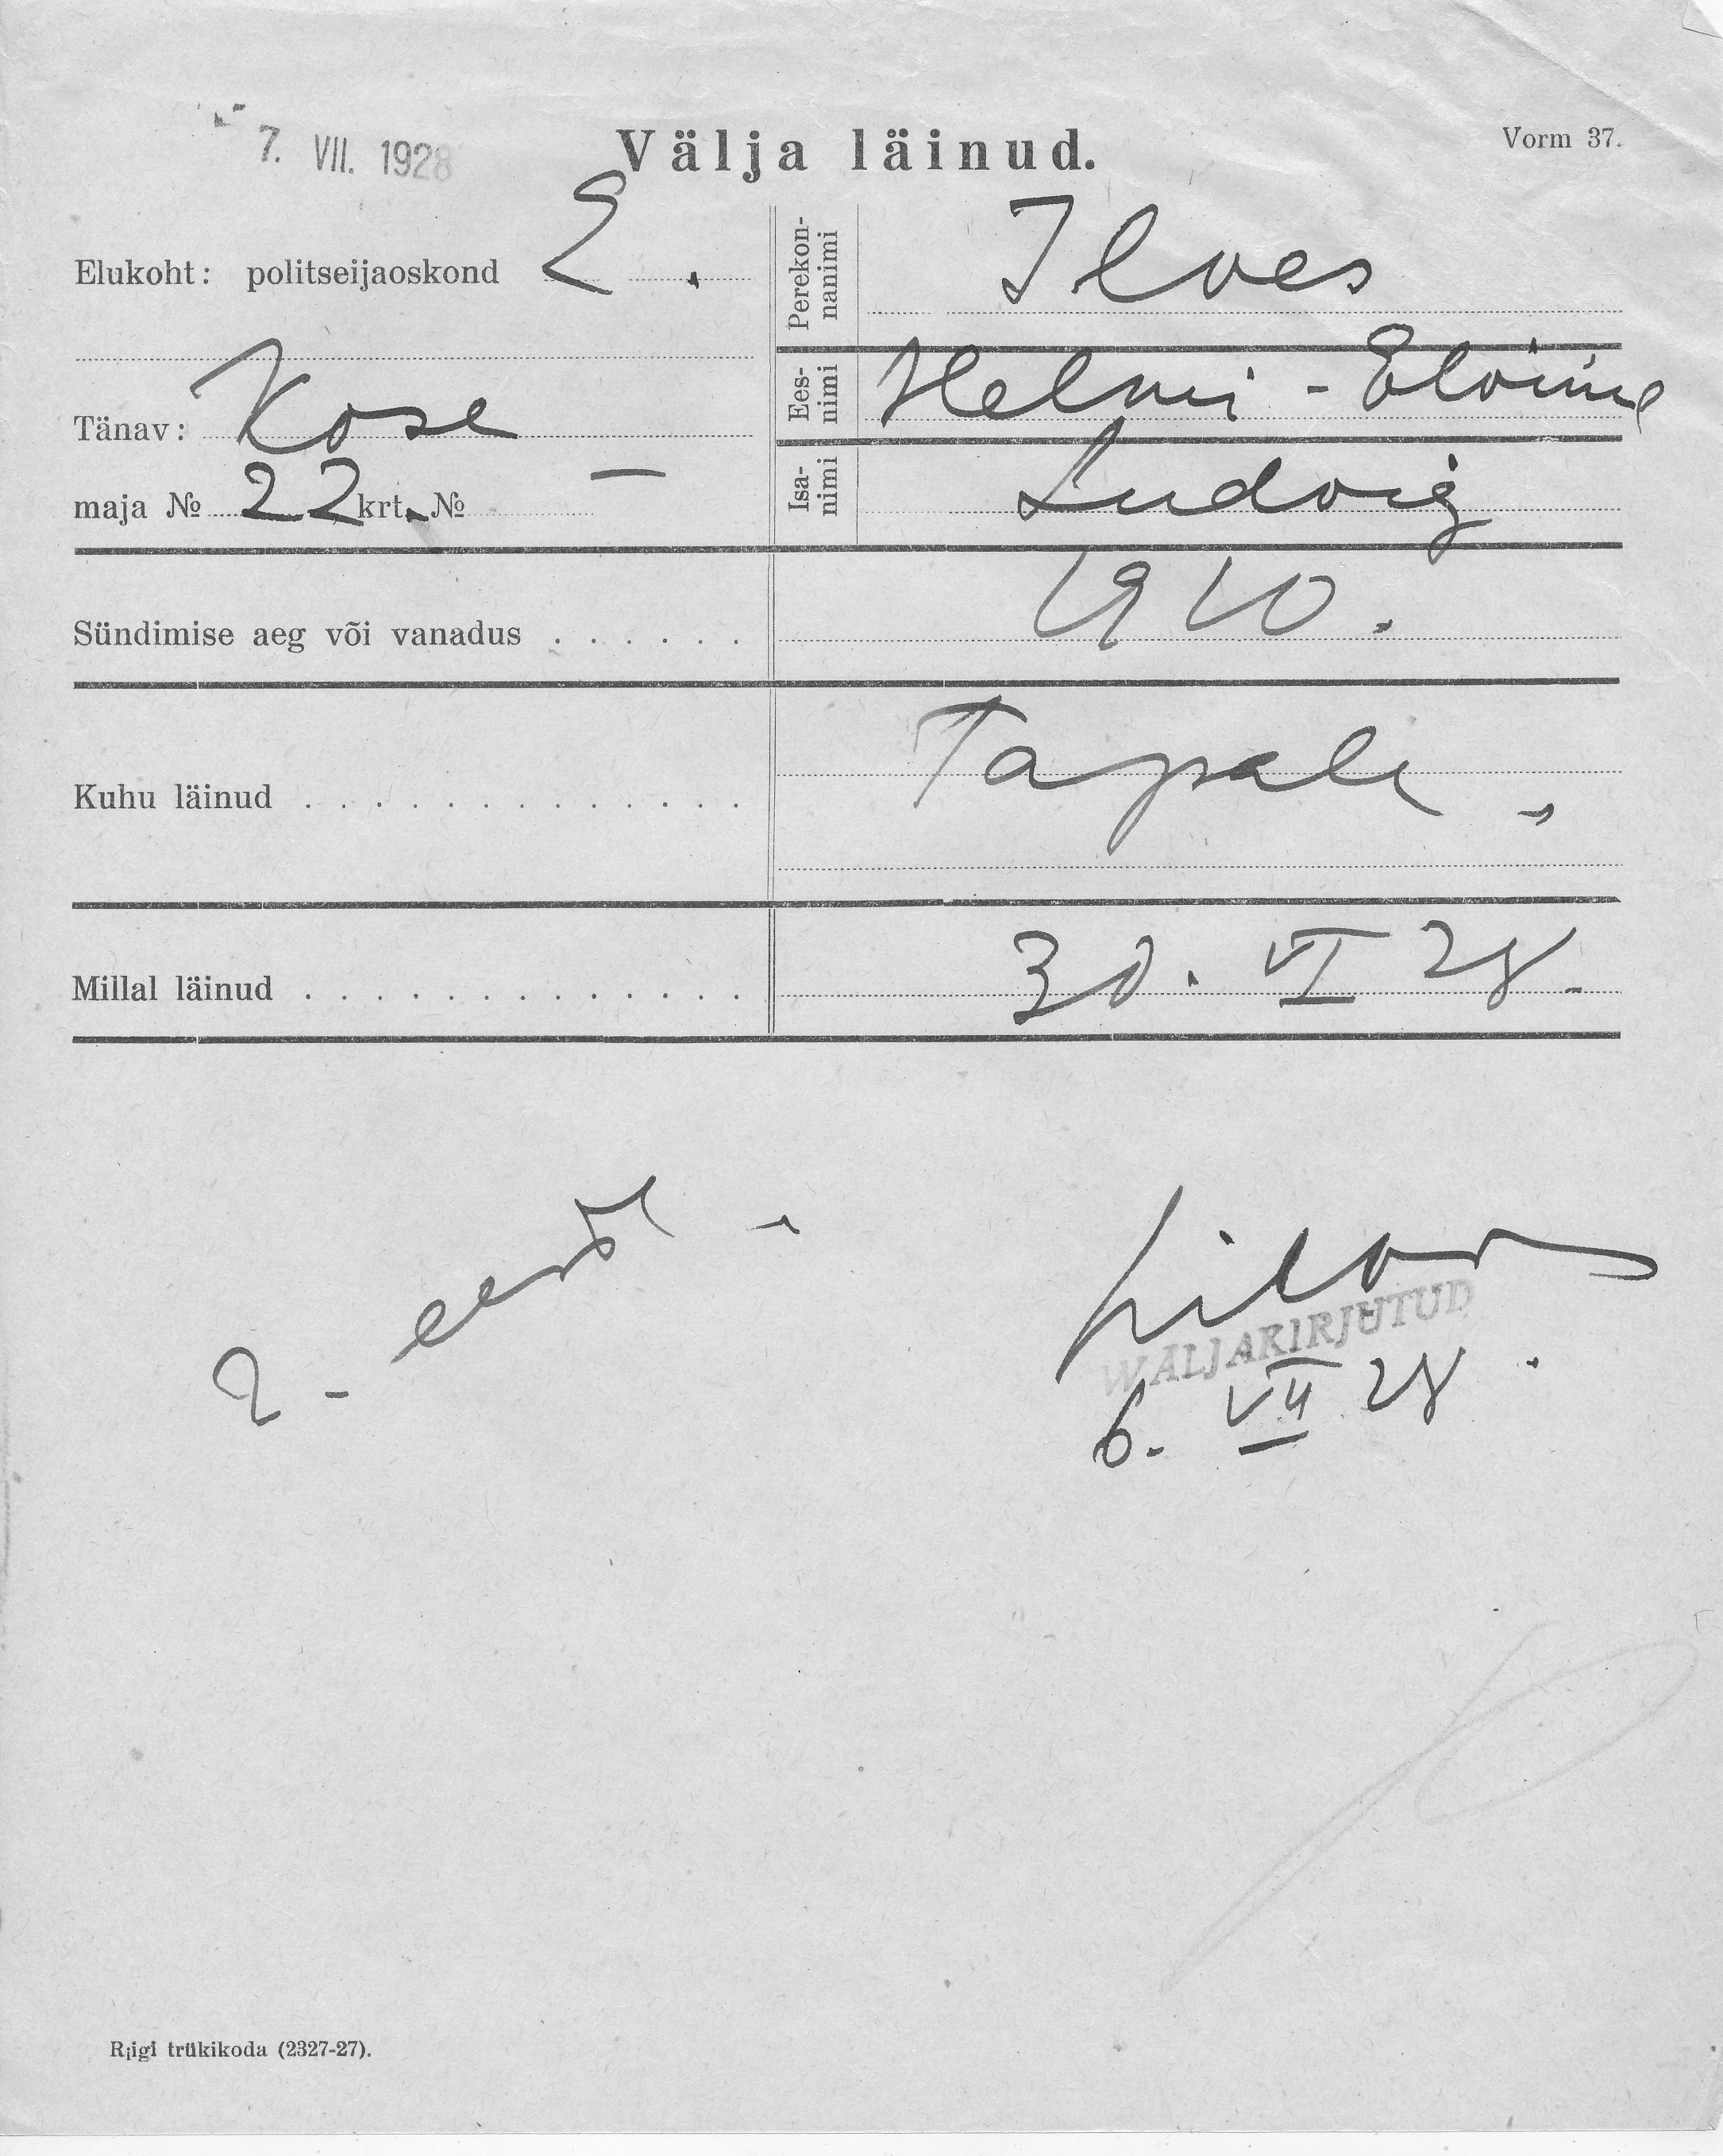 7. VII. 1928
Välja läinud.
Vorm 37.
Elukoht: politseijaoskond
Tänav: Kose
maja № 22 krt. № —
Perekon-
nanimi
Ilves
Ees-
nimi
Helmi - Elviine
Isa-
nimi
Ludvig
Sündimise aeg või vanadus . . . . . .
1910.
Kuhu läinud . . . . . . . . . . . . .
Tapale.
Millal läinud . . . . . . . . . . . . .
30. VI 28.
2 - eest
WÄLJAKIRJUTUD
6. VII 28.
Riigi trükikoda (2327-27).